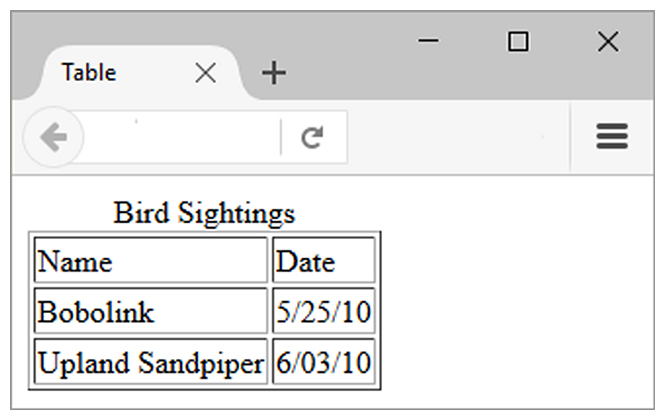 Table
Bird Sightings
Name Date
Bobolink 5/25/10
Upland Sandpiper 6/03/10